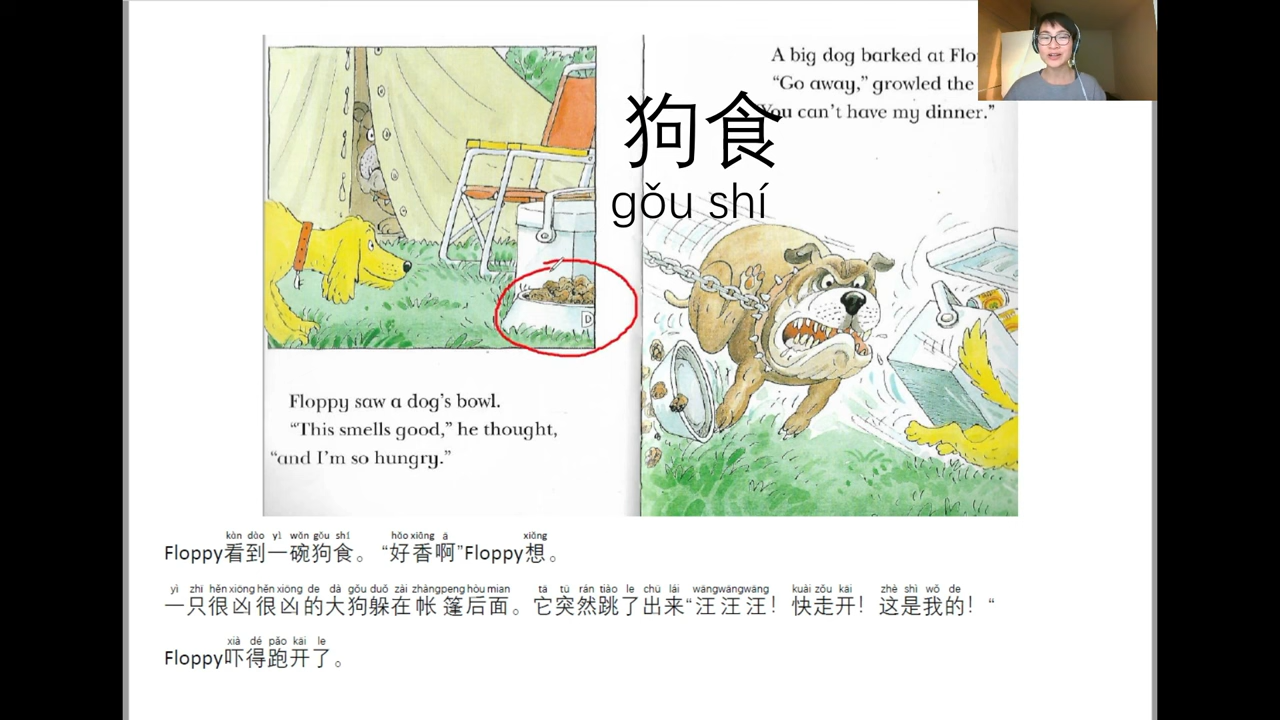 A big dog barked at Flo
"Go away," growled the
You can't have my dinner."
狗食
gǒu shí
D
Floppy saw a dog's bowl.
"This smells good," he thought,
"and I'm so hungry."
kàn dào yì wǎn gǒu shí hǎo xiāng a xiǎng
Floppy看到一碗狗食。 “好香啊”Floppy想。
yì zhī hěn xiōng hěn xiōng de dà gǒu duǒ zài zhàng peng hòu mian tā tū rán tiào le chū lái wāng wāng wāng kuài zǒu kāi zhè shì wǒ de
一只很凶很凶的大狗躲在帐篷后面。它突然跳了出来“汪汪汪！快走开！这是我的！“
xià dé pǎo kāi le
Floppy吓得跑开了。